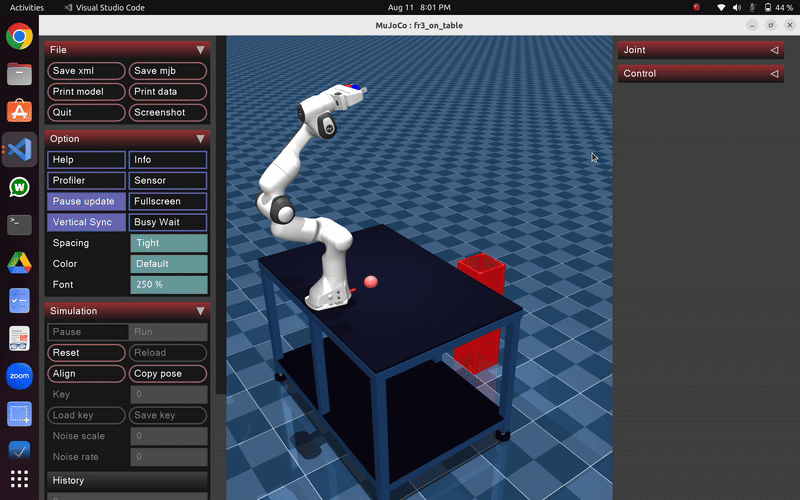 Activities
Visual Studio Code
Aug 11 8:01 PM
44 %
MuJoCo : fr3_on_table
File
Save xml
Save mjb
Print model
Print data
Quit
Screenshot
Option
Help
Info
Profiler
Sensor
Pause update
Fullscreen
Vertical Sync
Busy Wait
Spacing
Tight
Color
Default
Font
250 %
Simulation
Pause
Run
Reset
Reload
Align
Copy pose
Key
0
Load key
Save key
Noise scale
0
Noise rate
0
History
Joint
Control
zoom